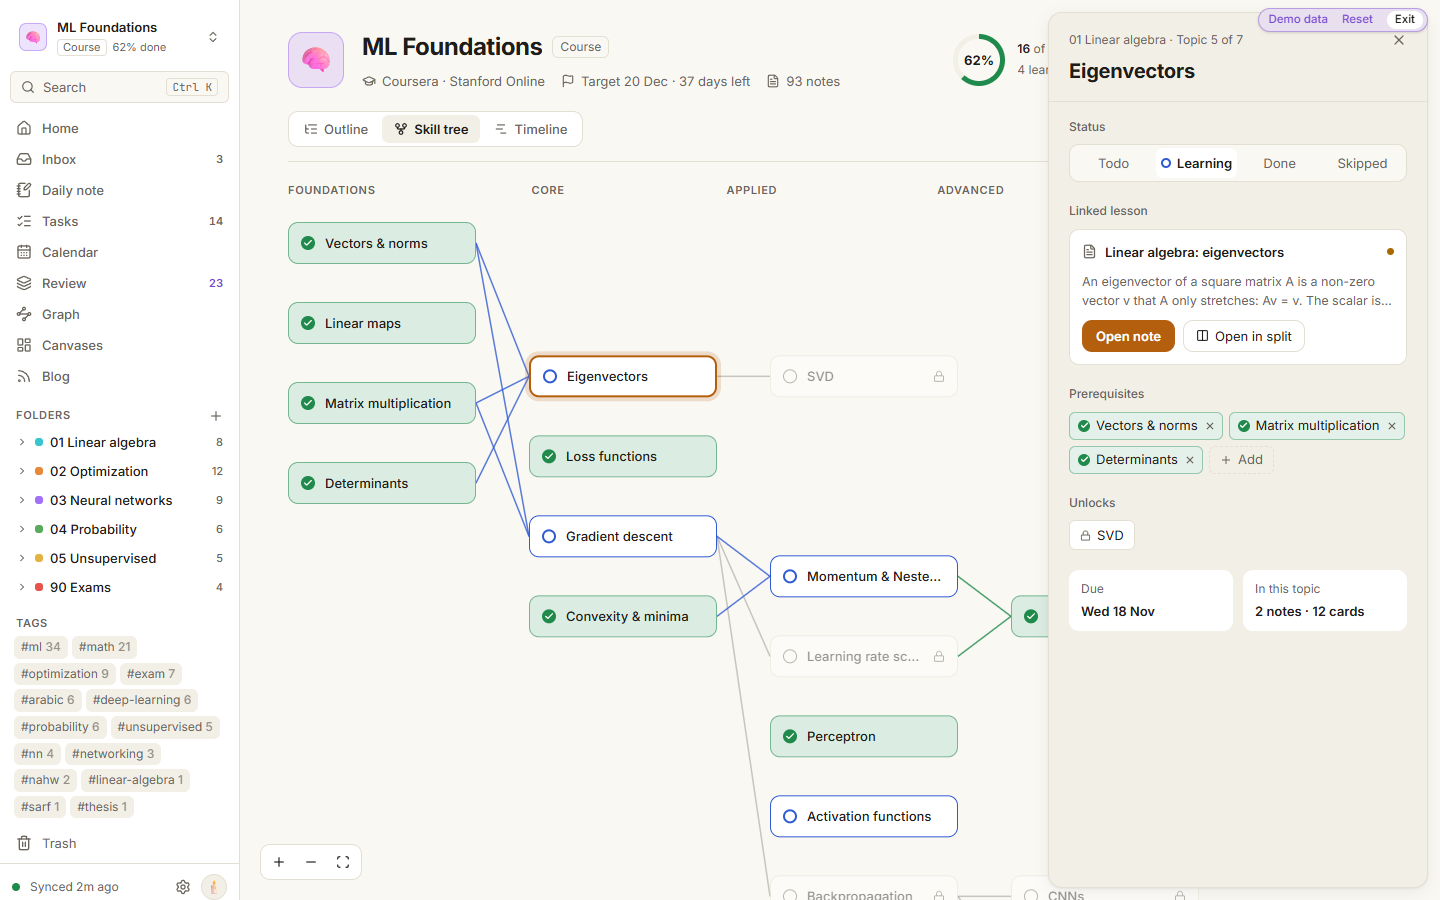 ML Foundations
Course 62% done
Search Ctrl K
Home
Inbox 3
Daily note
Tasks 14
Calendar
Review 23
Graph
Canvases
Blog
FOLDERS
01 Linear algebra 8
02 Optimization 12
03 Neural networks 9
04 Probability 6
05 Unsupervised 5
90 Exams 4
TAGS
#ml 34 #math 21
#optimization 9 #exam 7
#arabic 6 #deep-learning 6
#probability 6 #unsupervised 5
#nn 4 #networking 3
#nahw 2 #linear-algebra 1
#sarf 1 #thesis 1
Trash
Synced 2m ago
ML Foundations Course
Coursera · Stanford Online Target 20 Dec · 37 days left 93 notes
62%
16 of
4 lear
Outline Skill tree Timeline
FOUNDATIONS CORE APPLIED ADVANCED
Vectors & norms
Linear maps
Matrix multiplication
Determinants
Eigenvectors
Loss functions
Gradient descent
Convexity & minima
SVD
Momentum & Neste...
Learning rate sc...
Perceptron
Activation functions
Backpropagation
CNNs
Demo data Reset Exit
01 Linear algebra · Topic 5 of 7
Eigenvectors
Status
Todo Learning Done Skipped
Linked lesson
Linear algebra: eigenvectors
An eigenvector of a square matrix A is a non-zero
vector v that A only stretches: Av = v. The scalar is...
Open note Open in split
Prerequisites
Vectors & norms × Matrix multiplication ×
Determinants × + Add
Unlocks
SVD
Due
Wed 18 Nov
In this topic
2 notes · 12 cards